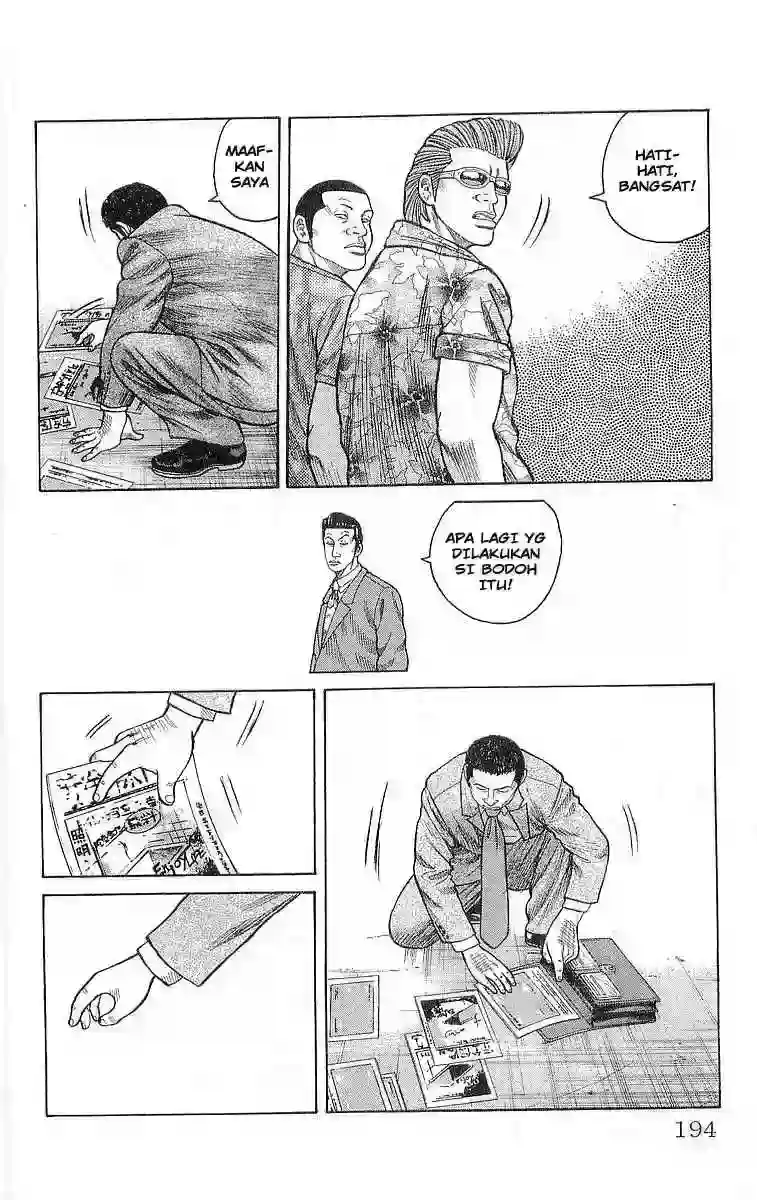 HATI-
HATI,
BANGSAT!
MAAF-
KAN
SAYA
APA LAGI YG
DILAKUKAN
SI BODOH
ITU!
194